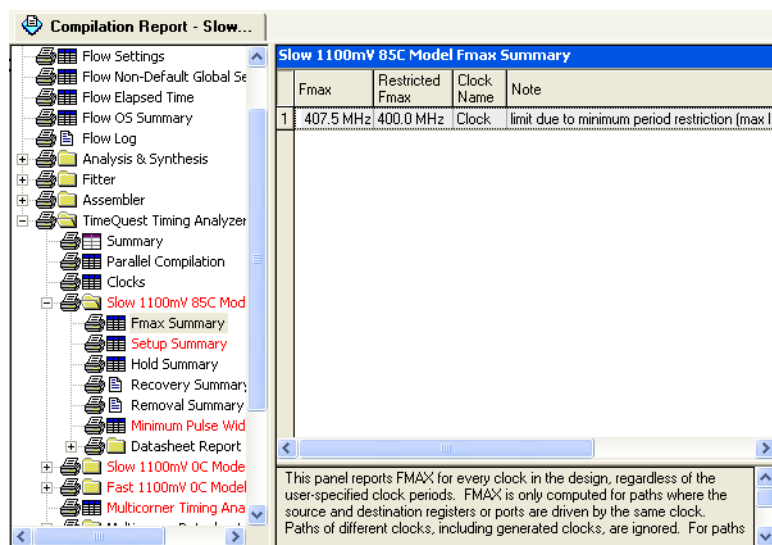 Compilation Report - Slow...
Flow Settings
Flow Non-Default Global Se
Flow Elapsed Time
Flow OS Summary
Flow Log
Analysis & Synthesis
Fitter
Assembler
TimeQuest Timing Analyzer
Summary
Parallel Compilation
Clocks
Slow 1100mV 85C Mod
Fmax Summary
Setup Summary
Hold Summary
Recovery Summary
Removal Summary
Minimum Pulse Wid
Datasheet Report
Slow 1100mV 0C Mode
Fast 1100mV 0C Model
Multicorner Timing Ana
Slow 1100mV 85C Model Fmax Summary
Fmax Restricted Fmax Clock Name Note
1 407.5 MHz 400.0 MHz Clock limit due to minimum period restriction (max I
This panel reports FMAX for every clock in the design, regardless of the
user-specified clock periods. FMAX is only computed for paths where the
source and destination registers or ports are driven by the same clock.
Paths of different clocks, including generated clocks, are ignored. For paths